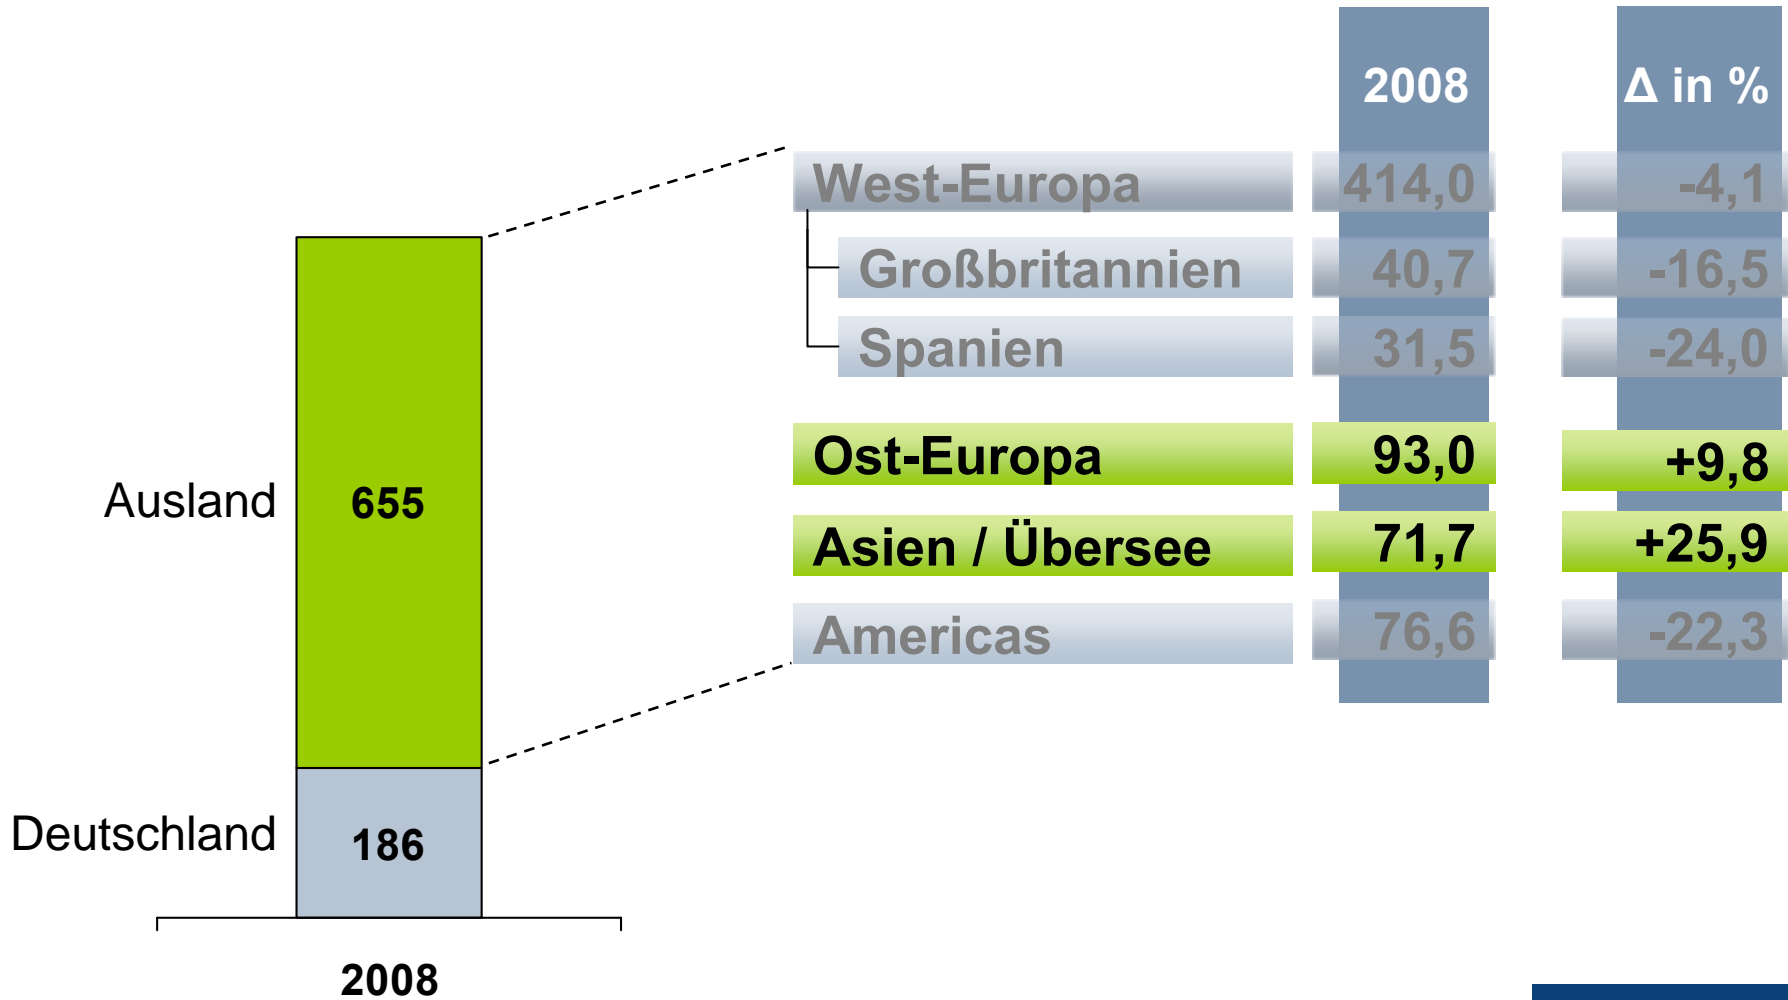 2008 Δ in %
West-Europa 414,0 -4,1
Großbritannien 40,7 -16,5
Spanien 31,5 -24,0
Ost-Europa 93,0 +9,8
Asien / Übersee 71,7 +25,9
Americas 76,6 -22,3
Ausland 655
Deutschland 186
2008